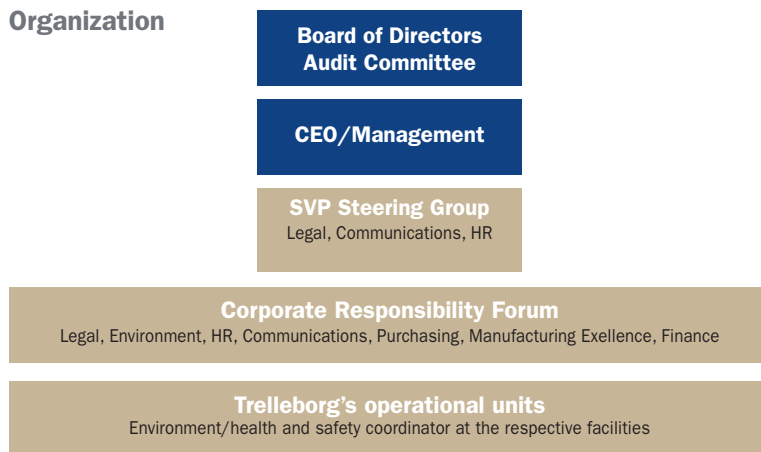 Organization
Board of Directors
Audit Committee
CEO/Management
SVP Steering Group
Legal, Communications, HR
Corporate Responsibility Forum
Legal, Environment, HR, Communications, Purchasing, Manufacturing Exellence, Finance
Trelleborg’s operational units
Environment/health and safety coordinator at the respective facilities